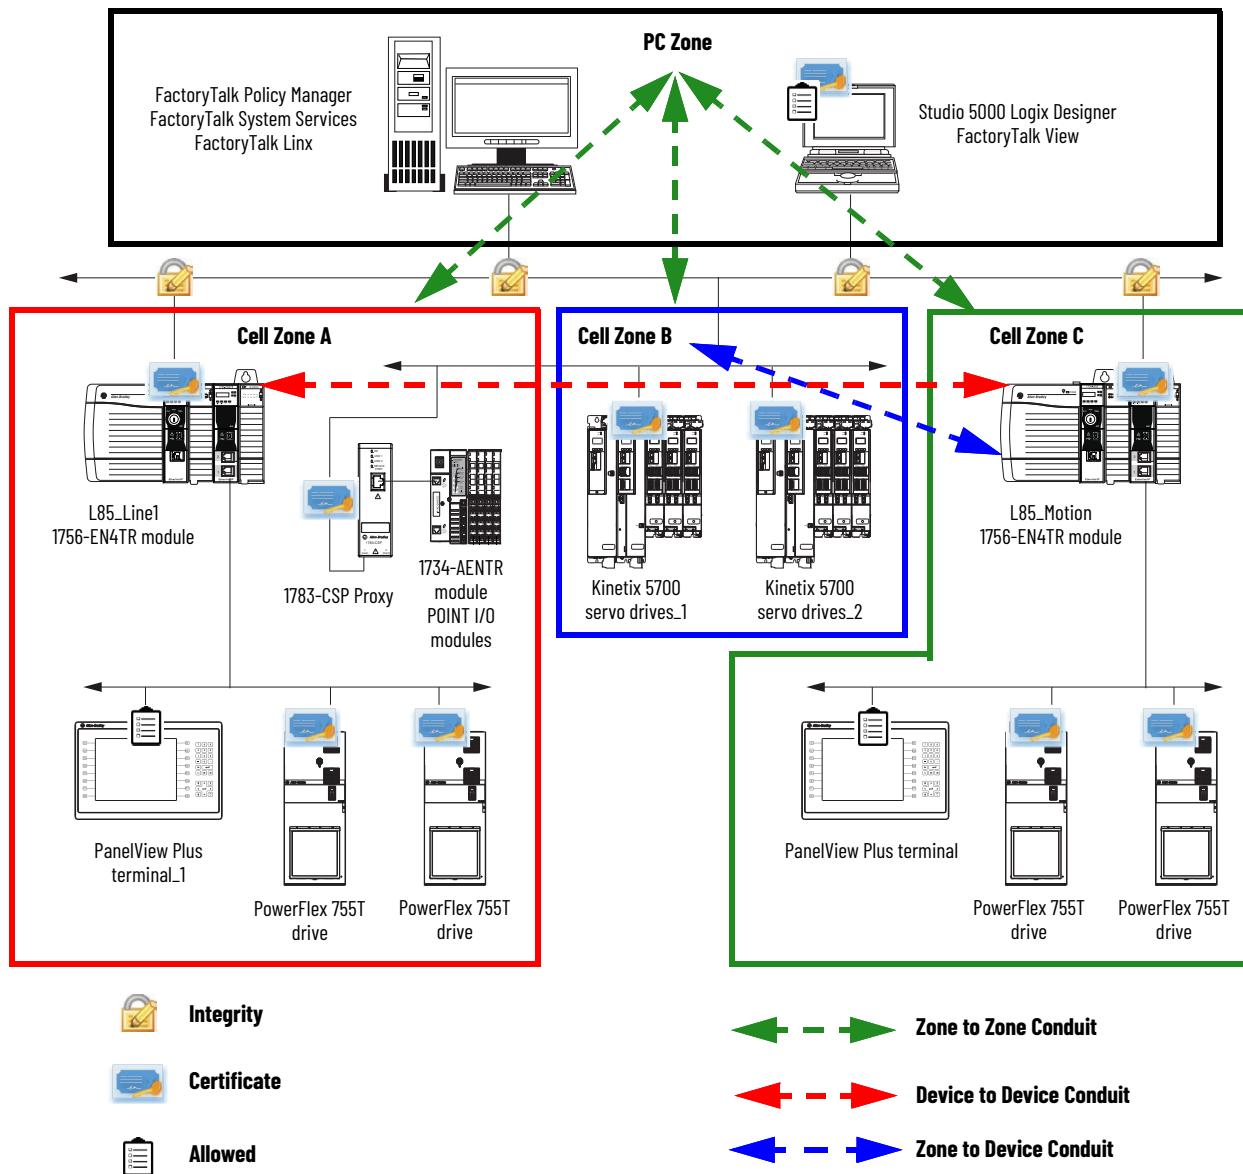 PC Zone
FactoryTalk Policy Manager
FactoryTalk System Services
FactoryTalk Linx
Studio 5000 Logix Designer
FactoryTalk View
Cell Zone A
Cell Zone B
Cell Zone C
L85_Line1
1756-EN4TR module
1783-CSP Proxy
1734-AENTR
module
POINT I/O
modules
Kinetix 5700
servo drives_1
Kinetix 5700
servo drives_2
L85_Motion
1756-EN4TR module
PanelView Plus
terminal_1
PowerFlex 755T
drive
PowerFlex 755T
drive
PanelView Plus terminal
PowerFlex 755T
drive
PowerFlex 755T
drive
Integrity
Certificate
Allowed
Zone to Zone Conduit
Device to Device Conduit
Zone to Device Conduit